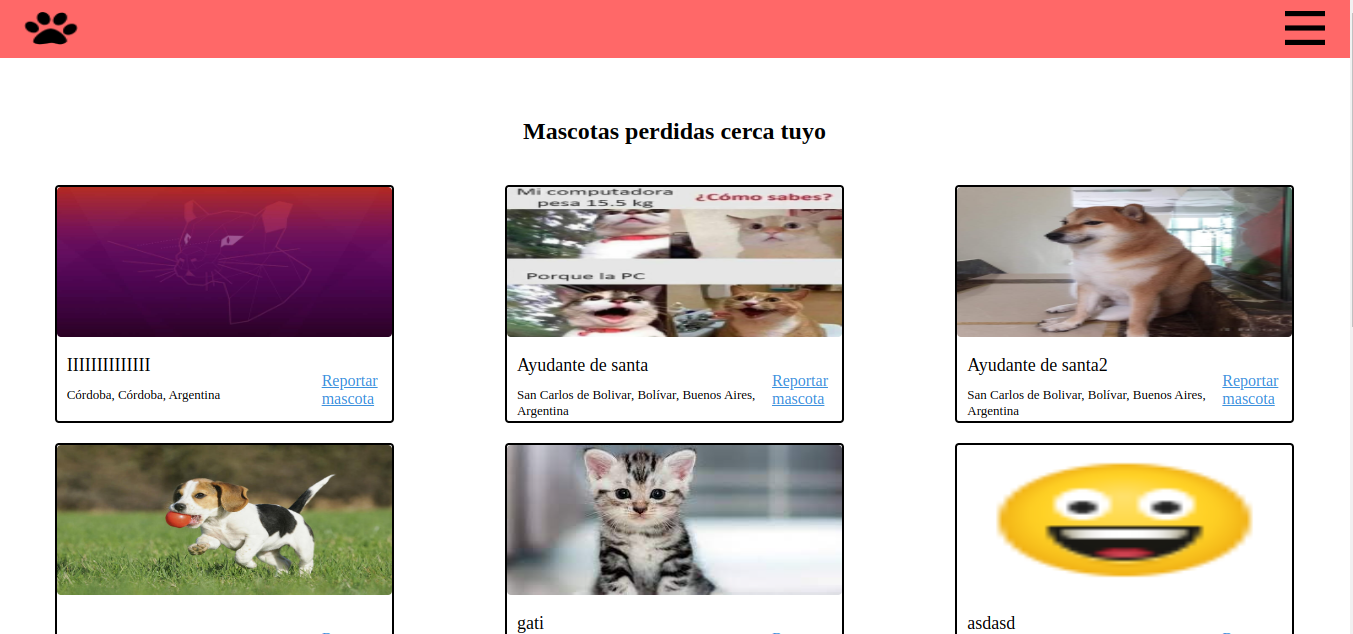 Mascotas perdidas cerca tuyo
Mi computadora
pesa 15.5 kg
¿Cómo sabes?
Porque la PC
IIIIIIIIIIIIII
Córdoba, Córdoba, Argentina
Reportar
mascota
Ayudante de santa
San Carlos de Bolivar, Bolívar, Buenos Aires,
Argentina
Reportar
mascota
Ayudante de santa2
San Carlos de Bolivar, Bolívar, Buenos Aires,
Argentina
Reportar
mascota
gati
asdasd